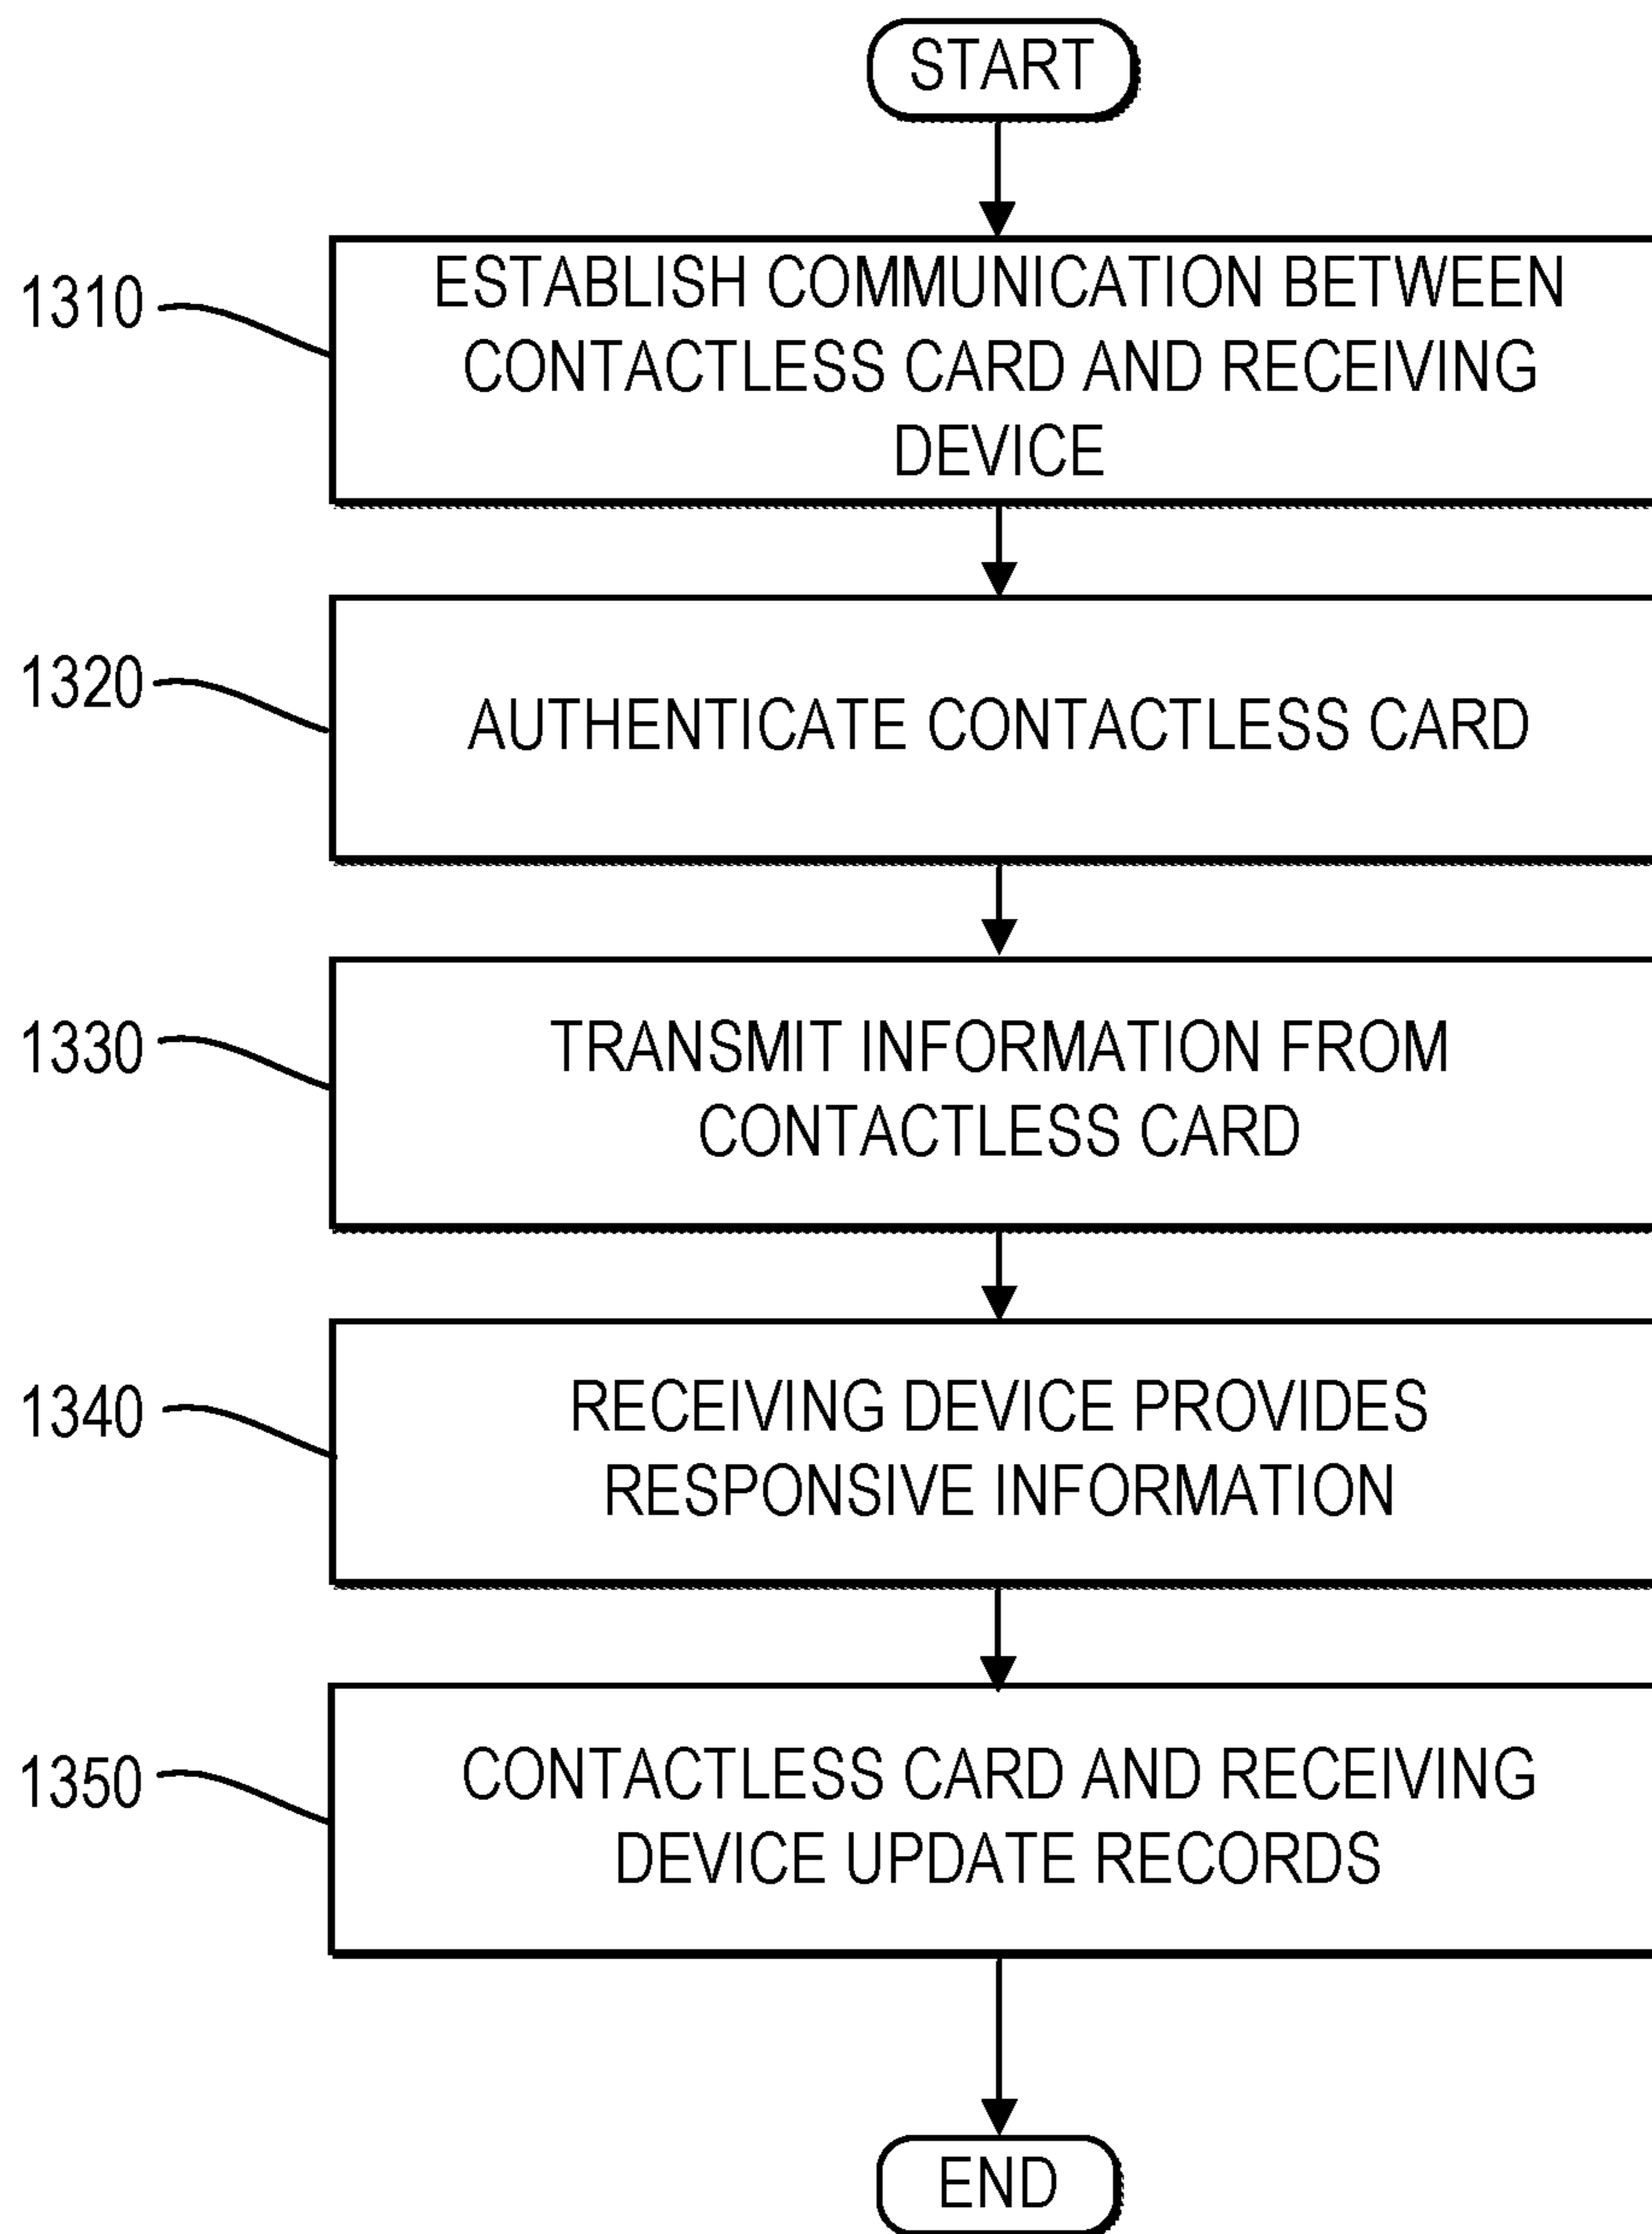 START
1310
ESTABLISH COMMUNICATION BETWEEN
CONTACTLESS CARD AND RECEIVING
DEVICE
1320
AUTHENTICATE CONTACTLESS CARD
1330
TRANSMIT INFORMATION FROM
CONTACTLESS CARD
1340
RECEIVING DEVICE PROVIDES
RESPONSIVE INFORMATION
1350
CONTACTLESS CARD AND RECEIVING
DEVICE UPDATE RECORDS
END